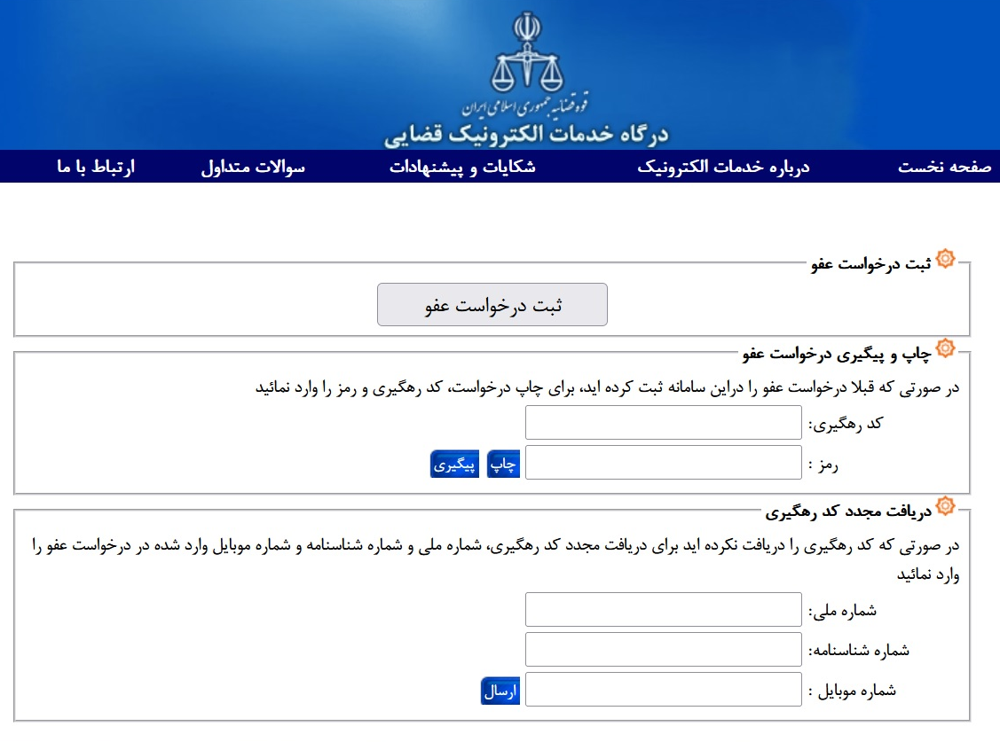 قوه قضائیه جمهوری اسلامی ایران
درگاه خدمات الکترونیک قضایی
صفحه نخست درباره خدمات الکترونیک شکایات و پیشنهادات سوالات متداول ارتباط با ما
ثبت درخواست عفو
ثبت درخواست عفو
چاپ و پیگیری درخواست عفو
در صورتی که قبلا درخواست عفو را دراین سامانه ثبت کرده اید، برای چاپ درخواست، کد رهگیری و رمز را وارد نمائید
کد رهگیری:
رمز : چاپ پیگیری
دریافت مجدد کد رهگیری
در صورتی که کد رهگیری را دریافت نکرده اید برای دریافت مجدد کد رهگیری، شماره ملی و شماره شناسنامه و شماره موبایل وارد شده در درخواست عفو را
وارد نمائید
شماره ملی:
شماره شناسنامه:
شماره موبایل : ارسال